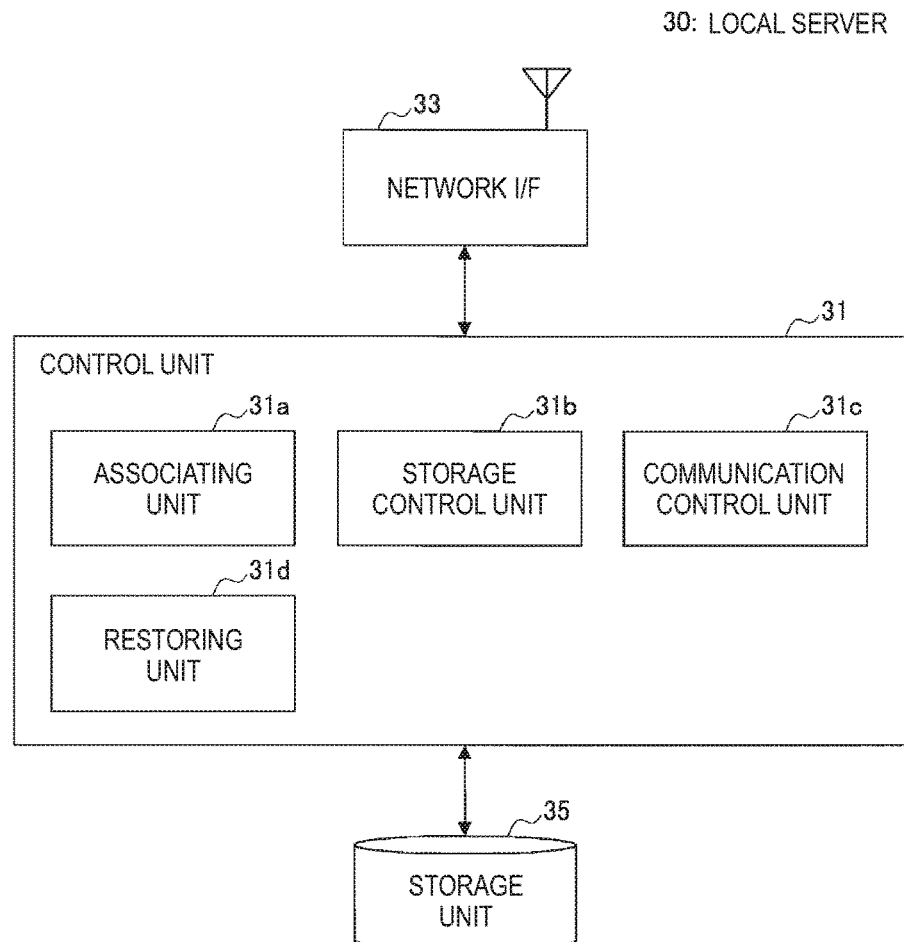 30: LOCAL SERVER
33
NETWORK I/F
31
CONTROL UNIT
31a
ASSOCIATING
UNIT
31b
STORAGE
CONTROL UNIT
31c
COMMUNICATION
CONTROL UNIT
31d
RESTORING
UNIT
35
STORAGE
UNIT